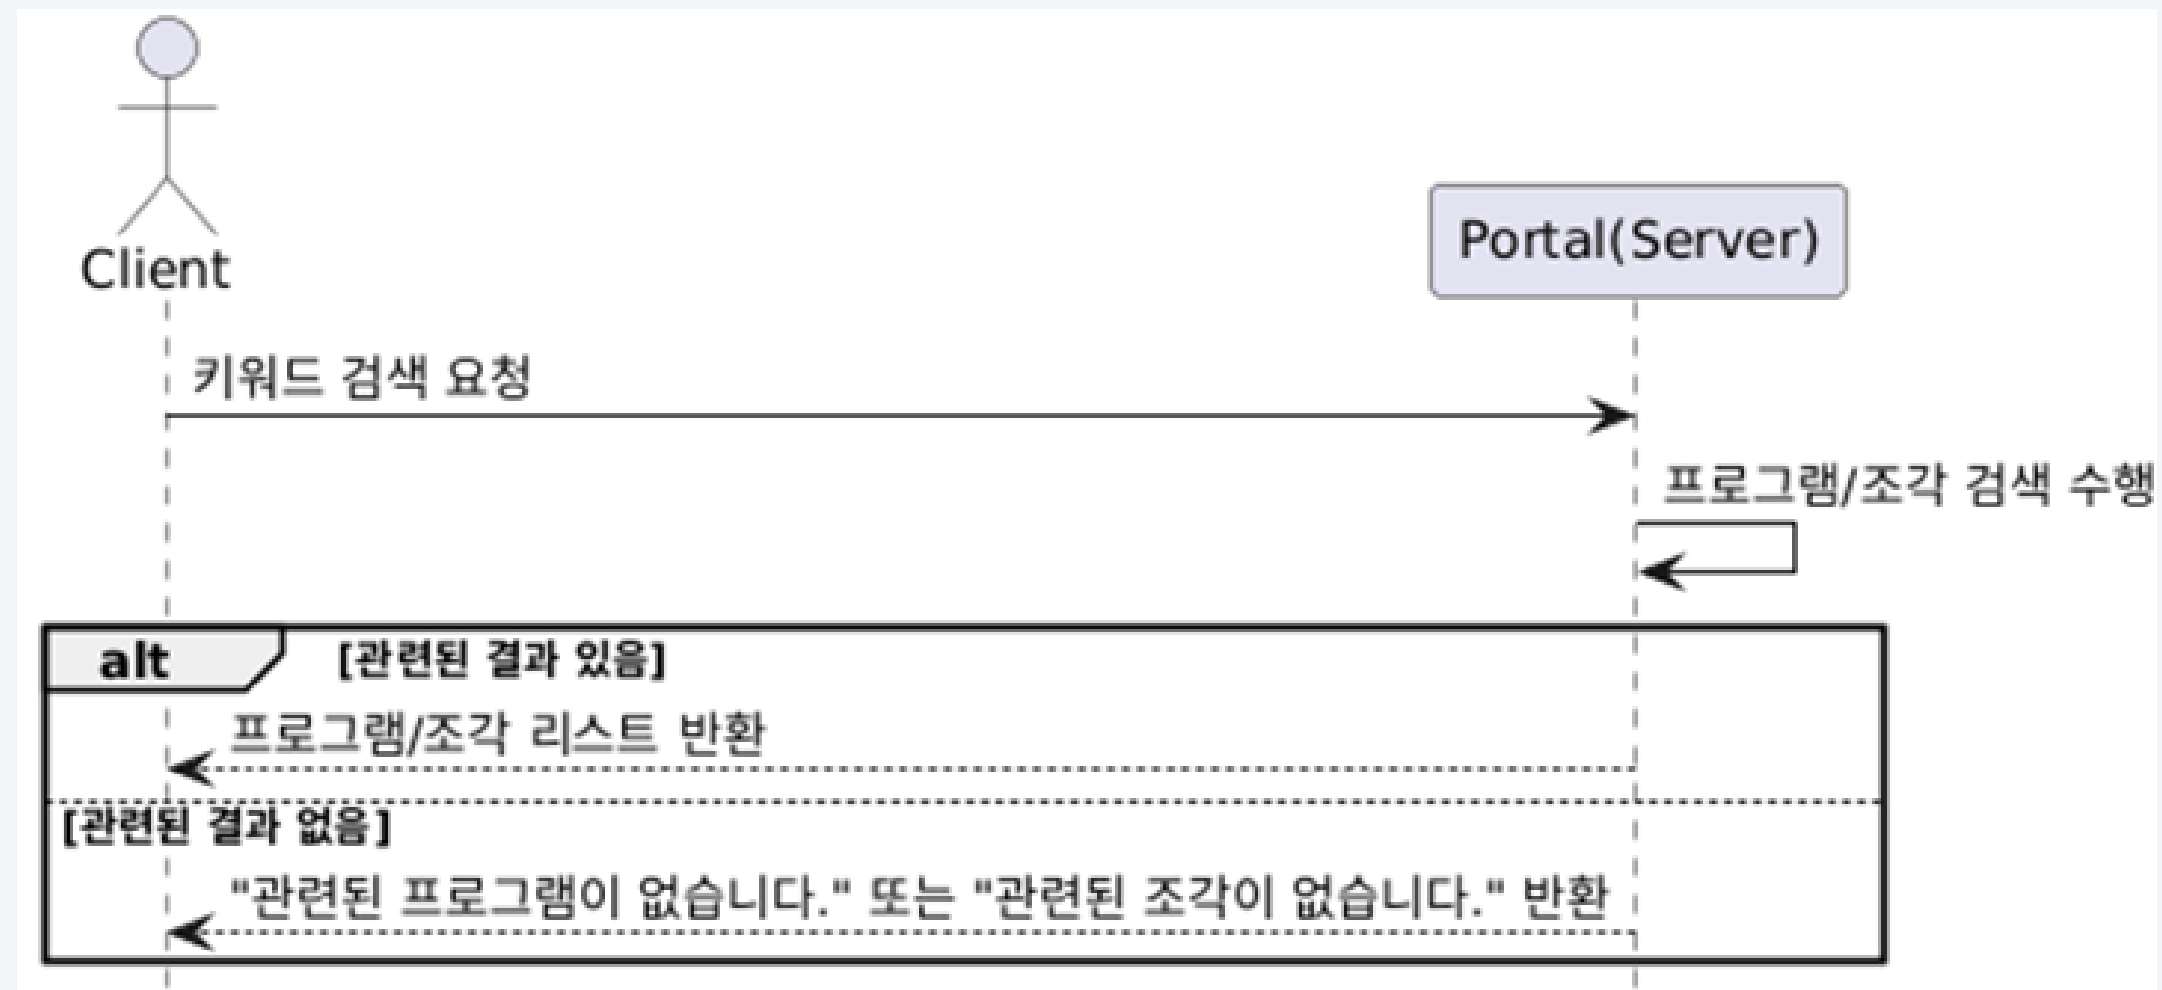 Client
Portal(Server)
키워드 검색 요청
프로그램/조각 검색 수행
alt [관련된 결과 있음]
프로그램/조각 리스트 반환
[관련된 결과 없음]
"관련된 프로그램이 없습니다." 또는 "관련된 조각이 없습니다." 반환